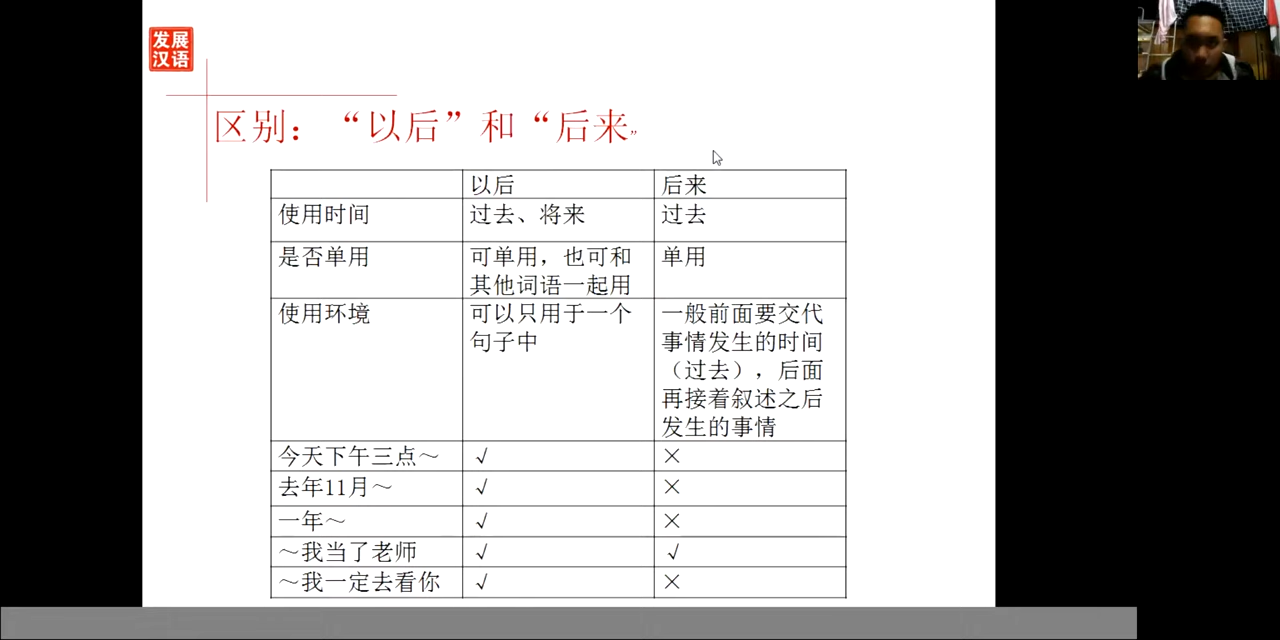 发展
汉语
区别：“以后”和“后来”
以后 后来
使用时间 过去、将来 过去
是否单用 可单用，也可和 单用
其他词语一起用
使用环境 可以只用于一个 一般前面要交代
句子中 事情发生的时间
（过去），后面
再接着叙述之后
发生的事情
今天下午三点～ √ ×
去年11月～ √ ×
一年～ √ ×
～我当了老师 √ √
～我一定去看你 √ ×